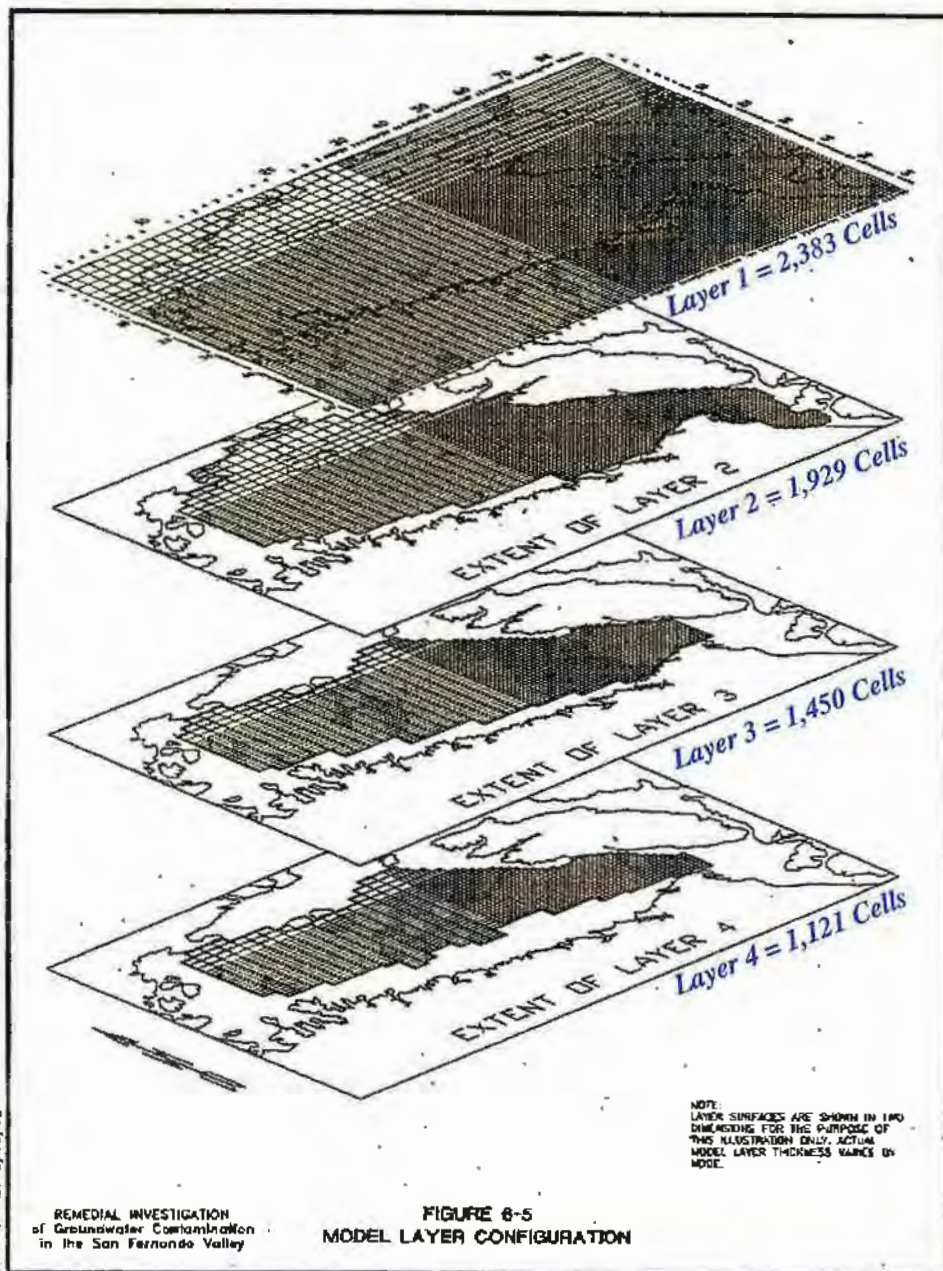 Layer 1 = 2,383 Cells
EXTENT OF LAYER 2
Layer 2 = 1,929 Cells
EXTENT OF LAYER 3
Layer 3 = 1,450 Cells
EXTENT OF LAYER 4
Layer 4 = 1,121 Cells
NOTE:
LAYER SURFACES ARE SHOWN IN TWO
DIMENSIONS FOR THE PURPOSE OF
THIS ILLUSTRATION ONLY. ACTUAL
MODEL LAYER THICKNESS VARIES BY
NODE.
REMEDIAL INVESTIGATION
of Groundwater Contamination
in the San Fernando Valley
FIGURE 6-5
MODEL LAYER CONFIGURATION